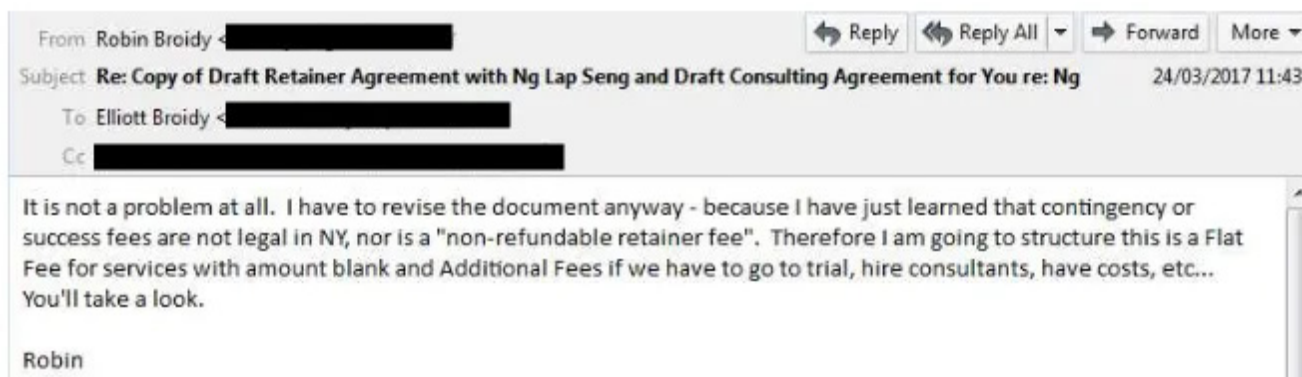 From Robin Broidy <
Reply Reply All Forward More
Subject Re: Copy of Draft Retainer Agreement with Ng Lap Seng and Draft Consulting Agreement for You re: Ng 24/03/2017 11:43
To Elliott Broidy <
Cc
It is not a problem at all. I have to revise the document anyway - because I have just learned that contingency or
success fees are not legal in NY, nor is a "non-refundable retainer fee". Therefore I am going to structure this is a Flat
Fee for services with amount blank and Additional Fees if we have to go to trial, hire consultants, have costs, etc...
You'll take a look.
Robin